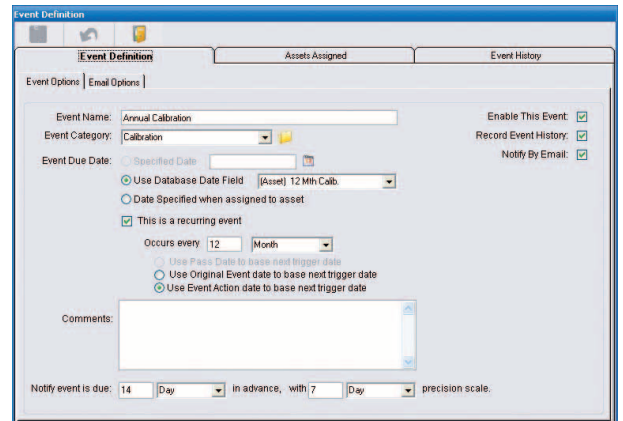 Event Definition
Event Definition Assets Assigned Event History
Event Options Email Options
Event Name: Annual Calibration Enable This Event:
Event Category: Calibration Record Event History:
Notify By Email:
Event Due Date: Specified Date
Use Database Date Field (Asset) 12 Mth Calib.
Date Specified when assigned to asset
This is a recurring event
Occurs every 12 Month
Use Pass Date to base next trigger date
Use Original Event date to base next trigger date
Use Event Action date to base next trigger date
Comments:
Notify event is due: 14 Day in advance, with 7 Day precision scale.